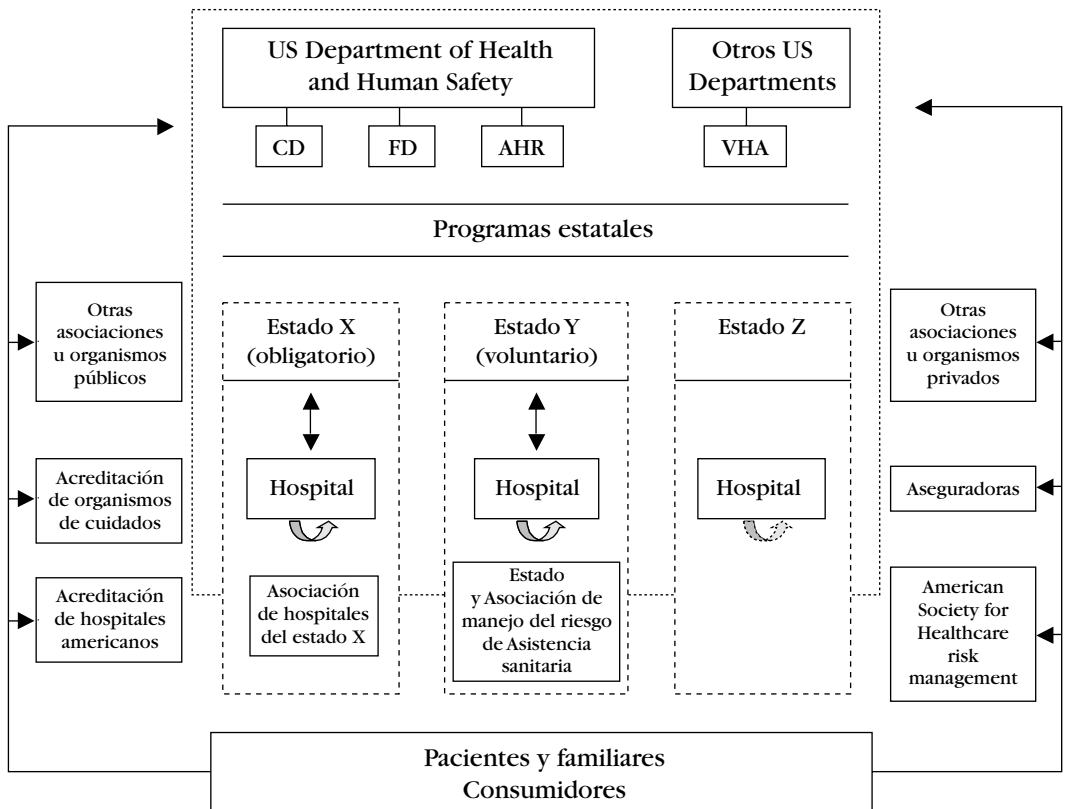 US Department of Health
and Human Safety
Otros US
Departments
CD
FD
AHR
VHA
Programas estatales
Otras
asociaciones
u organismos
públicos
Acreditación
de organismos
de cuidados
Acreditación
de hospitales
americanos
Estado X
(obligatorio)
Hospital
Asociación
de hospitales
del estado X
Estado Y
(voluntario)
Hospital
Estado
y Asociación de
manejo del riesgo
de Asistencia
sanitaria
Estado Z
Hospital
Otras
asociaciones
u organismos
privados
Aseguradoras
American
Society for
Healthcare
risk
management
Pacientes y familiares
Consumidores